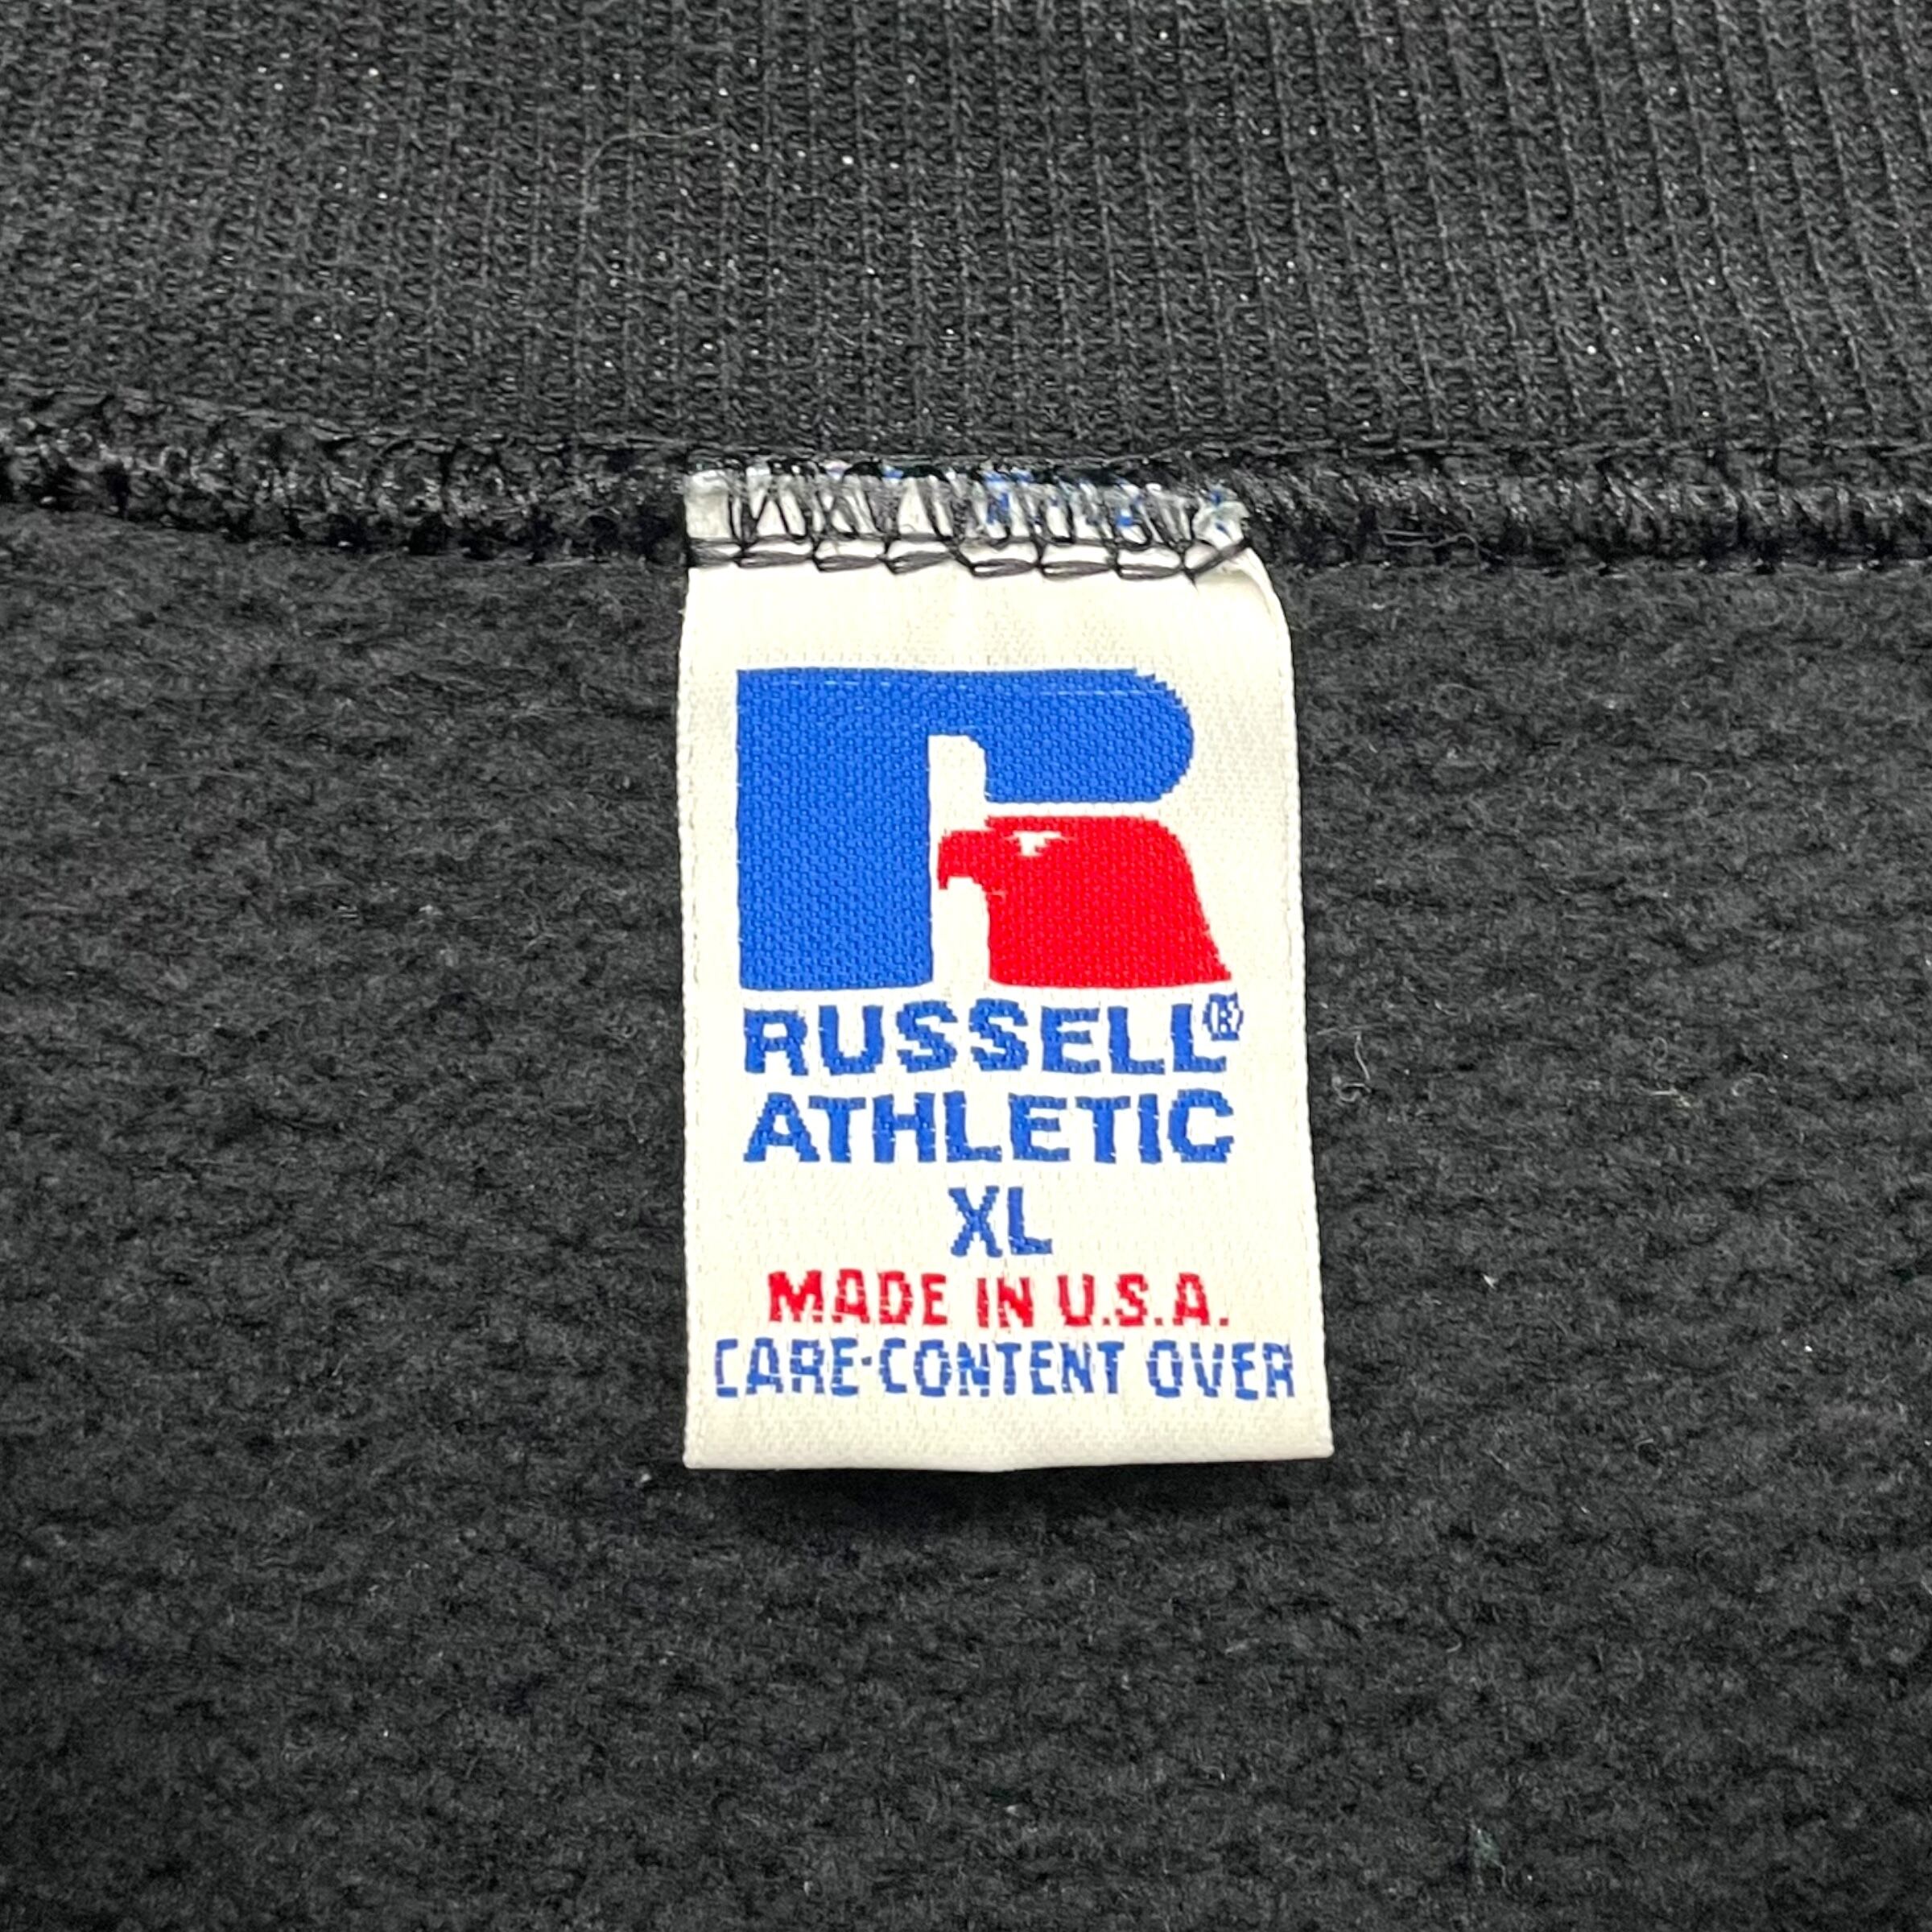 RUSSELL®
ATHLETIC
XL
MADE IN U.S.A.
CARE-CONTENT OVER